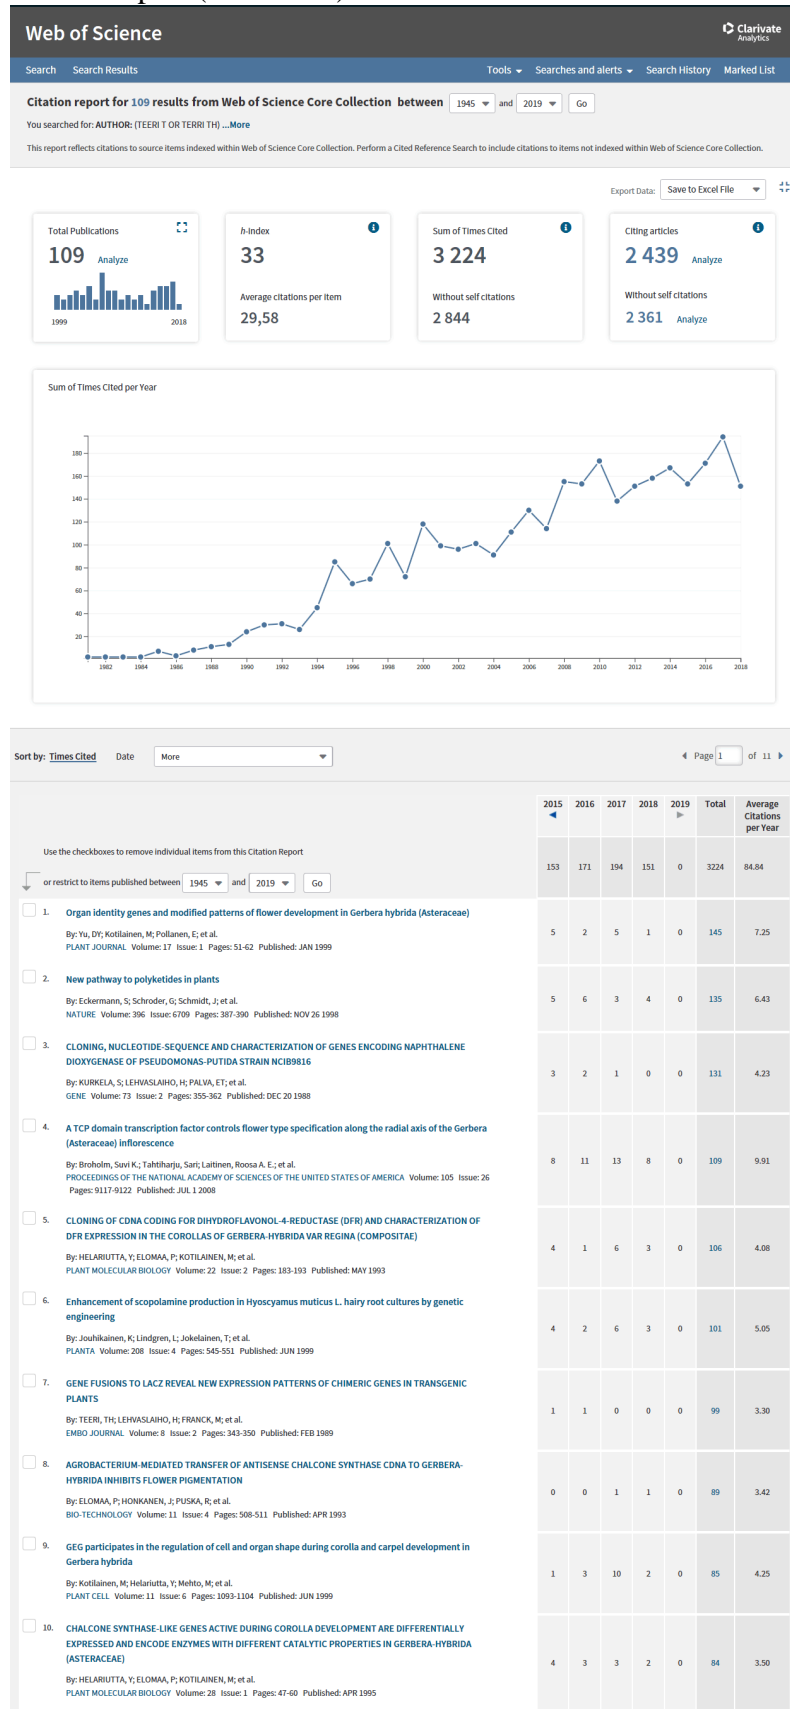 Web of Science
Clarivate
Analytics
Search Search Results Tools Searches and alerts Search History Marked List
Citation report for 109 results from Web of Science Core Collection between 1945 and 2019 Go
You searched for: AUTHOR: (TEERI T OR TERRI TH) ...More
This report reflects citations to source items indexed within Web of Science Core Collection. Perform a Cited Reference Search to include citations to items not indexed within Web of Science Core Collection.
Export Data: Save to Excel File
Total Publications
109 Analyze
1999 2018
h-index
33
Average citations per item
29,58
Sum of Times Cited
3 224
Without self citations
2 844
Citing articles
2 439 Analyze
Without self citations
2 361 Analyze
Sum of Times Cited per Year
180
160
140
120
100
80
60
40
20
1982 1984 1986 1988 1990 1992 1994 1996 1998 2000 2002 2004 2006 2008 2010 2012 2014 2016 2018
Sort by: Times Cited Date More Page 1 of 11
2015 2016 2017 2018 2019 Total Average
Citations
per Year
Use the checkboxes to remove individual items from this Citation Report
or restrict to items published between 1945 and 2019 Go
153 171 194 151 0 3224 84.84
1. Organ identity genes and modified patterns of flower development in Gerbera hybrida (Asteraceae)
By: Yu, DY; Kotilainen, M; Pollanen, E; et al.
PLANT JOURNAL Volume: 17 Issue: 1 Pages: 51-62 Published: JAN 1999
5 2 5 1 0 145 7.25
2. New pathway to polyketides in plants
By: Eckermann, S; Schroder, G; Schmidt, J; et al.
NATURE Volume: 396 Issue: 6709 Pages: 387-390 Published: NOV 26 1998
5 6 3 4 0 135 6.43
3. CLONING, NUCLEOTIDE-SEQUENCE AND CHARACTERIZATION OF GENES ENCODING NAPHTHALENE
DIOXYGENASE OF PSEUDOMONAS-PUTIDA STRAIN NCIB9816
By: KURKELA, S; LEHVASLAIHO, H; PALVA, ET; et al.
GENE Volume: 73 Issue: 2 Pages: 355-362 Published: DEC 20 1988
3 2 1 0 0 131 4.23
4. A TCP domain transcription factor controls flower type specification along the radial axis of the Gerbera
(Asteraceae) inflorescence
By: Broholm, Suvi K.; Tahtiharju, Sari; Laitinen, Roosa A. E.; et al.
PROCEEDINGS OF THE NATIONAL ACADEMY OF SCIENCES OF THE UNITED STATES OF AMERICA Volume: 105 Issue: 26
Pages: 9117-9122 Published: JUL 1 2008
8 11 13 8 0 109 9.91
5. CLONING OF CDNA CODING FOR DIHYDROFLAVONOL-4-REDUCTASE (DFR) AND CHARACTERIZATION OF
DFR EXPRESSION IN THE COROLLAS OF GERBERA-HYBRIDA VAR REGINA (COMPOSITAE)
By: HELARIUTTA, Y; ELOMAA, P; KOTILAINEN, M; et al.
PLANT MOLECULAR BIOLOGY Volume: 22 Issue: 2 Pages: 183-193 Published: MAY 1993
4 1 6 3 0 106 4.08
6. Enhancement of scopolamine production in Hyoscyamus muticus L. hairy root cultures by genetic
engineering
By: Jouhikainen, K; Lindgren, L; Jokelainen, T; et al.
PLANTA Volume: 208 Issue: 4 Pages: 545-551 Published: JUN 1999
4 2 6 3 0 101 5.05
7. GENE FUSIONS TO LACZ REVEAL NEW EXPRESSION PATTERNS OF CHIMERIC GENES IN TRANSGENIC
PLANTS
By: TEERI, TH; LEHVASLAIHO, H; FRANCK, M; et al.
EMBO JOURNAL Volume: 8 Issue: 2 Pages: 343-350 Published: FEB 1989
1 1 0 0 0 99 3.30
8. AGROBACTERIUM-MEDIATED TRANSFER OF ANTISENSE CHALCONE SYNTHASE CDNA TO GERBERA-
HYBRIDA INHIBITS FLOWER PIGMENTATION
By: ELOMAA, P; HONKANEN, J; PUSKA, R; et al.
BIO-TECHNOLOGY Volume: 11 Issue: 4 Pages: 508-511 Published: APR 1993
0 0 1 1 0 89 3.42
9. GEG participates in the regulation of cell and organ shape during corolla and carpel development in
Gerbera hybrida
By: Kotilainen, M; Helariutta, Y; Mehto, M; et al.
PLANT CELL Volume: 11 Issue: 6 Pages: 1093-1104 Published: JUN 1999
1 3 10 2 0 85 4.25
10. CHALCONE SYNTHASE-LIKE GENES ACTIVE DURING COROLLA DEVELOPMENT ARE DIFFERENTIALLY
EXPRESSED AND ENCODE ENZYMES WITH DIFFERENT CATALYTIC PROPERTIES IN GERBERA-HYBRIDA
(ASTERACEAE)
By: HELARIUTTA, Y; ELOMAA, P; KOTILAINEN, M; et al.
PLANT MOLECULAR BIOLOGY Volume: 28 Issue: 1 Pages: 47-60 Published: APR 1995
4 3 3 2 0 84 3.50